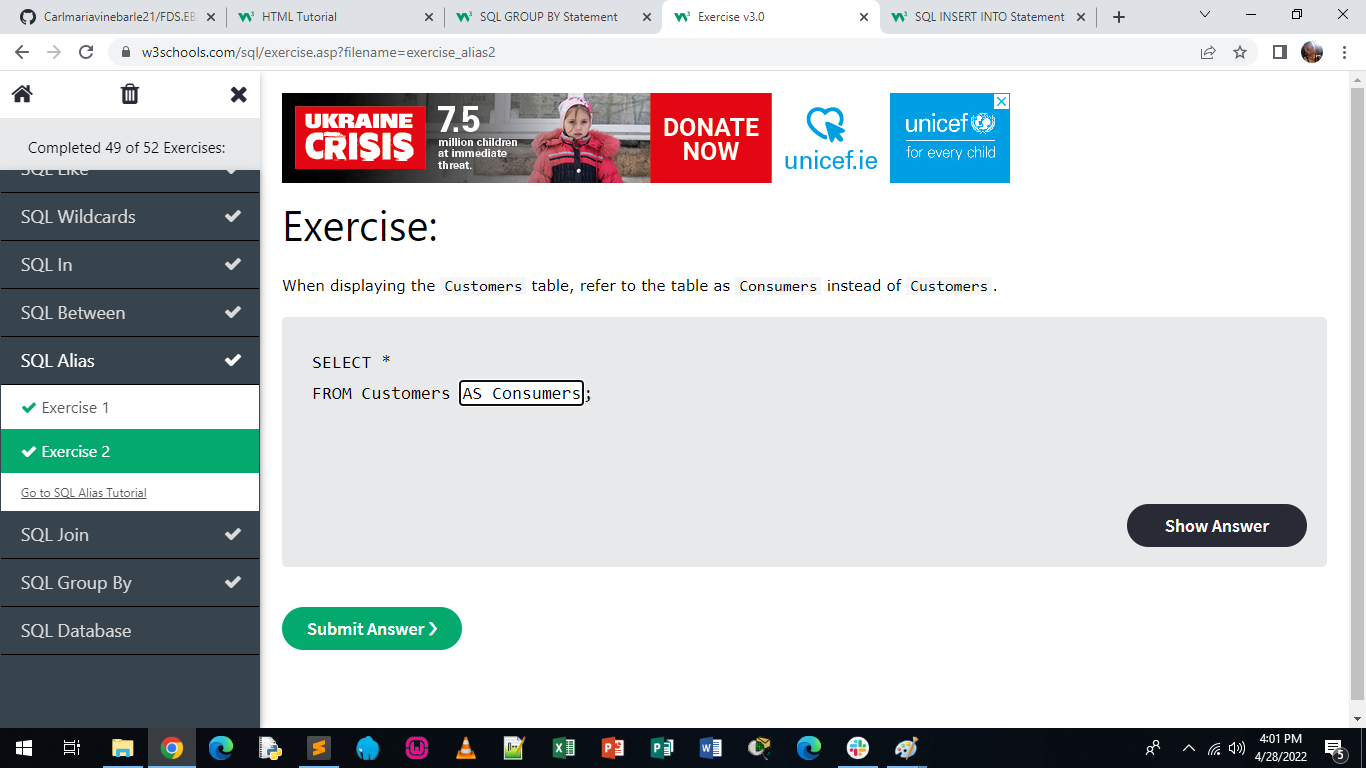 Carlmariavinebarle21/FDS.EB
HTML Tutorial
SQL GROUP BY Statement
Exercise v3.0
SQL INSERT INTO Statement
w3schools.com/sql/exercise.asp?filename=exercise_alias2
Completed 49 of 52 Exercises:
SQL Like
SQL Wildcards
SQL In
SQL Between
SQL Alias
Exercise 1
Exercise 2
Go to SQL Alias Tutorial
SQL Join
SQL Group By
SQL Database
UKRAINE
CRISIS
7.5
million children
at immediate
threat.
DONATE
NOW
unicef.ie
unicef
for every child
Exercise:
When displaying the Customers table, refer to the table as Consumers instead of Customers.
SELECT *
FROM Customers AS Consumers;
Show Answer
Submit Answer ❯
4:01 PM
4/28/2022
5